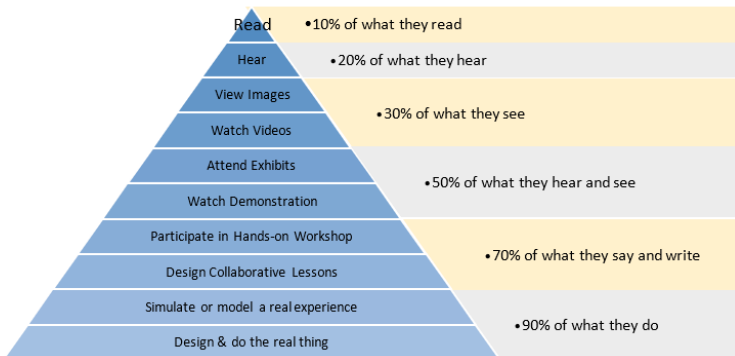 Read
•10% of what they read
Hear
•20% of what they hear
View Images
•30% of what they see
Watch Videos
Attend Exhibits
•50% of what they hear and see
Watch Demonstration
Participate in Hands-on Workshop
•70% of what they say and write
Design Collaborative Lessons
Simulate or model a real experience
•90% of what they do
Design & do the real thing